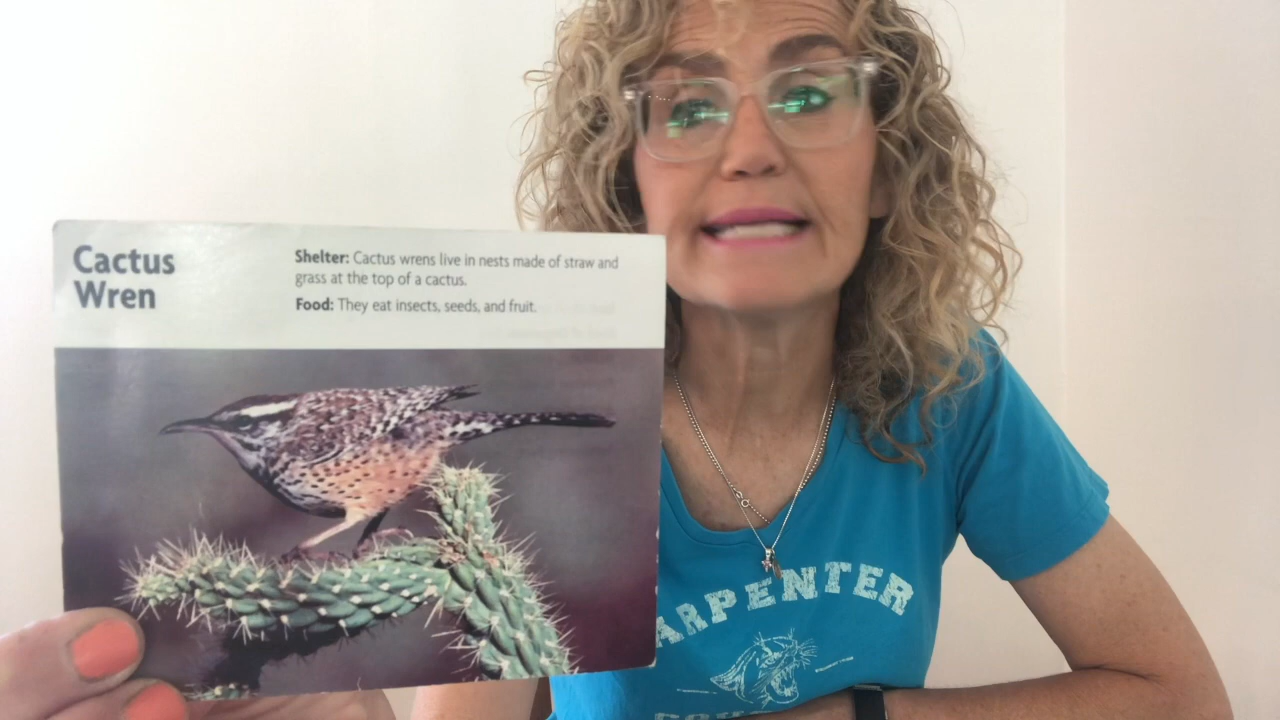 Cactus
Wren
Shelter: Cactus wrens live in nests made of straw and
grass at the top of a cactus.
Food: They eat insects, seeds, and fruit.
ARPENTER